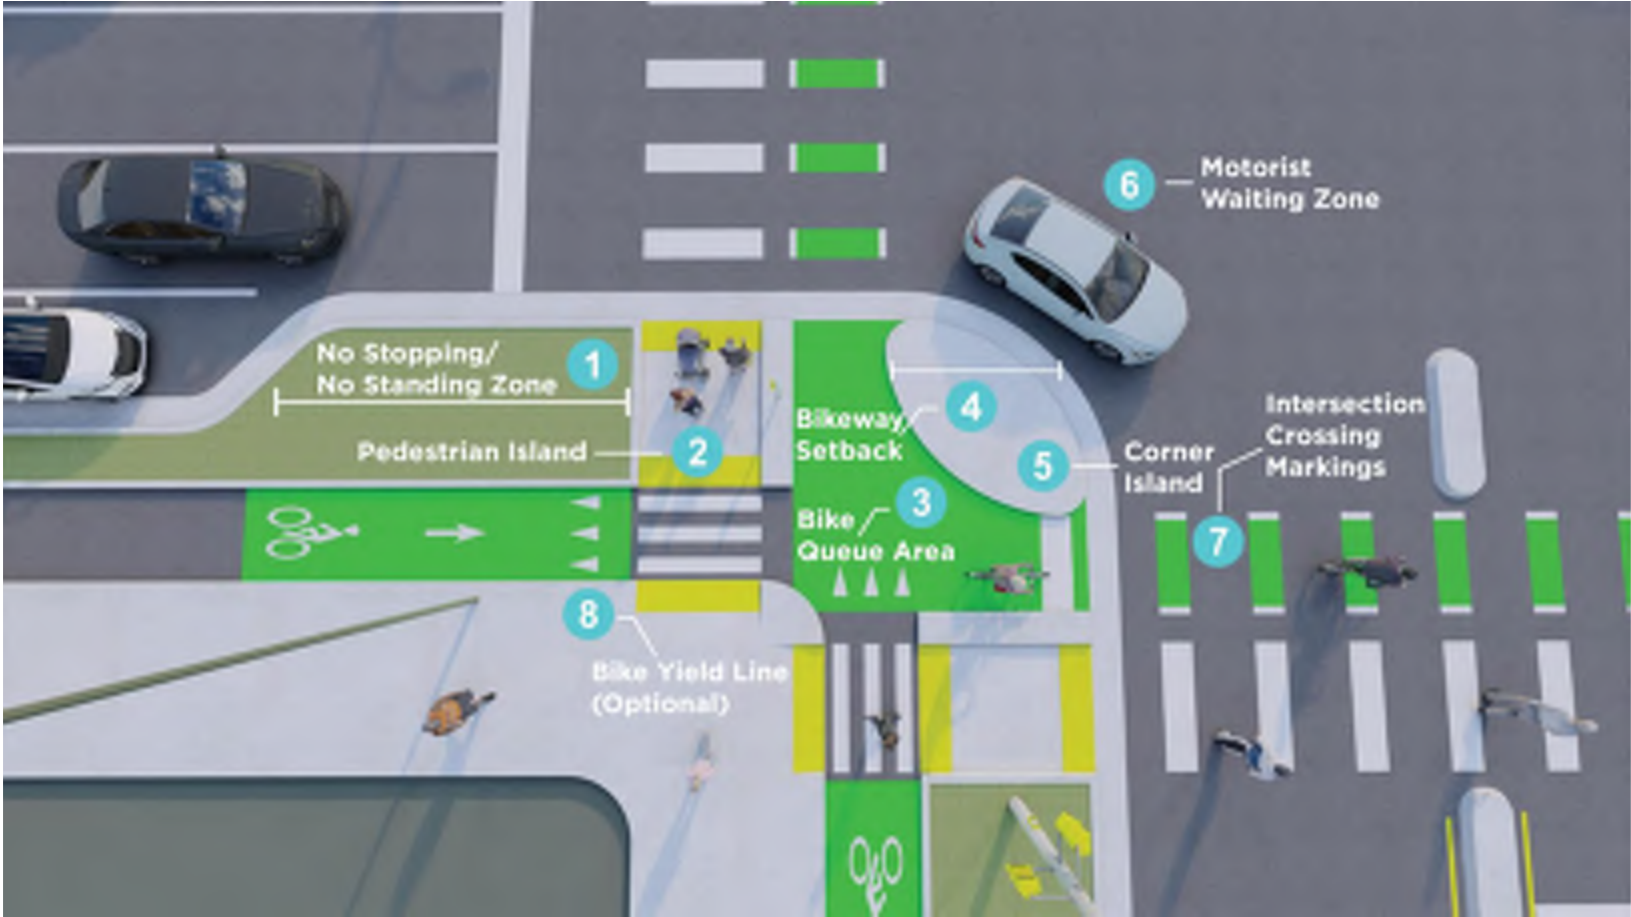 6
Motorist
Waiting Zone
No Stopping/
No Standing Zone
1
4
Intersection
Crossing
Markings
Bikeway
Setback
Pedestrian Island
2
5
Corner
Island
3
Bike
Queue Area
7
8
Bike Yield Line
(Optional)